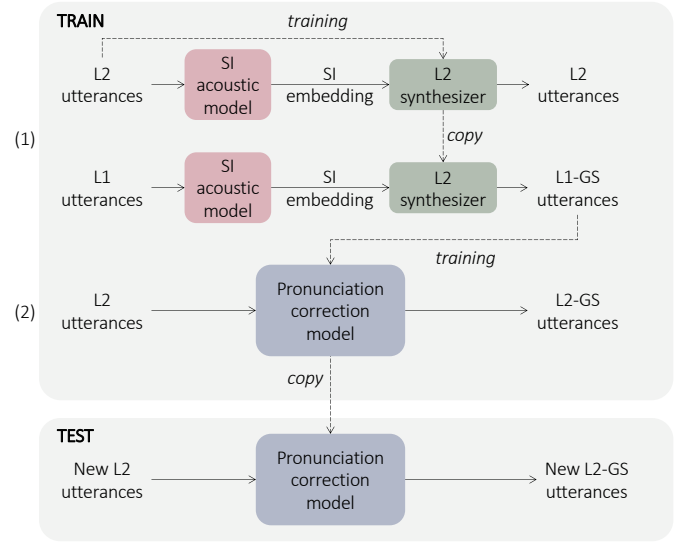 TRAIN
training
L2
utterances
SI
acoustic
model
SI
embedding
L2
synthesizer
L2
utterances
copy
(1)
L1
utterances
SI
acoustic
model
SI
embedding
L2
synthesizer
L1-GS
utterances
training
(2)
L2
utterances
Pronunciation
correction
model
L2-GS
utterances
copy
TEST
New L2
utterances
Pronunciation
correction
model
New L2-GS
utterances